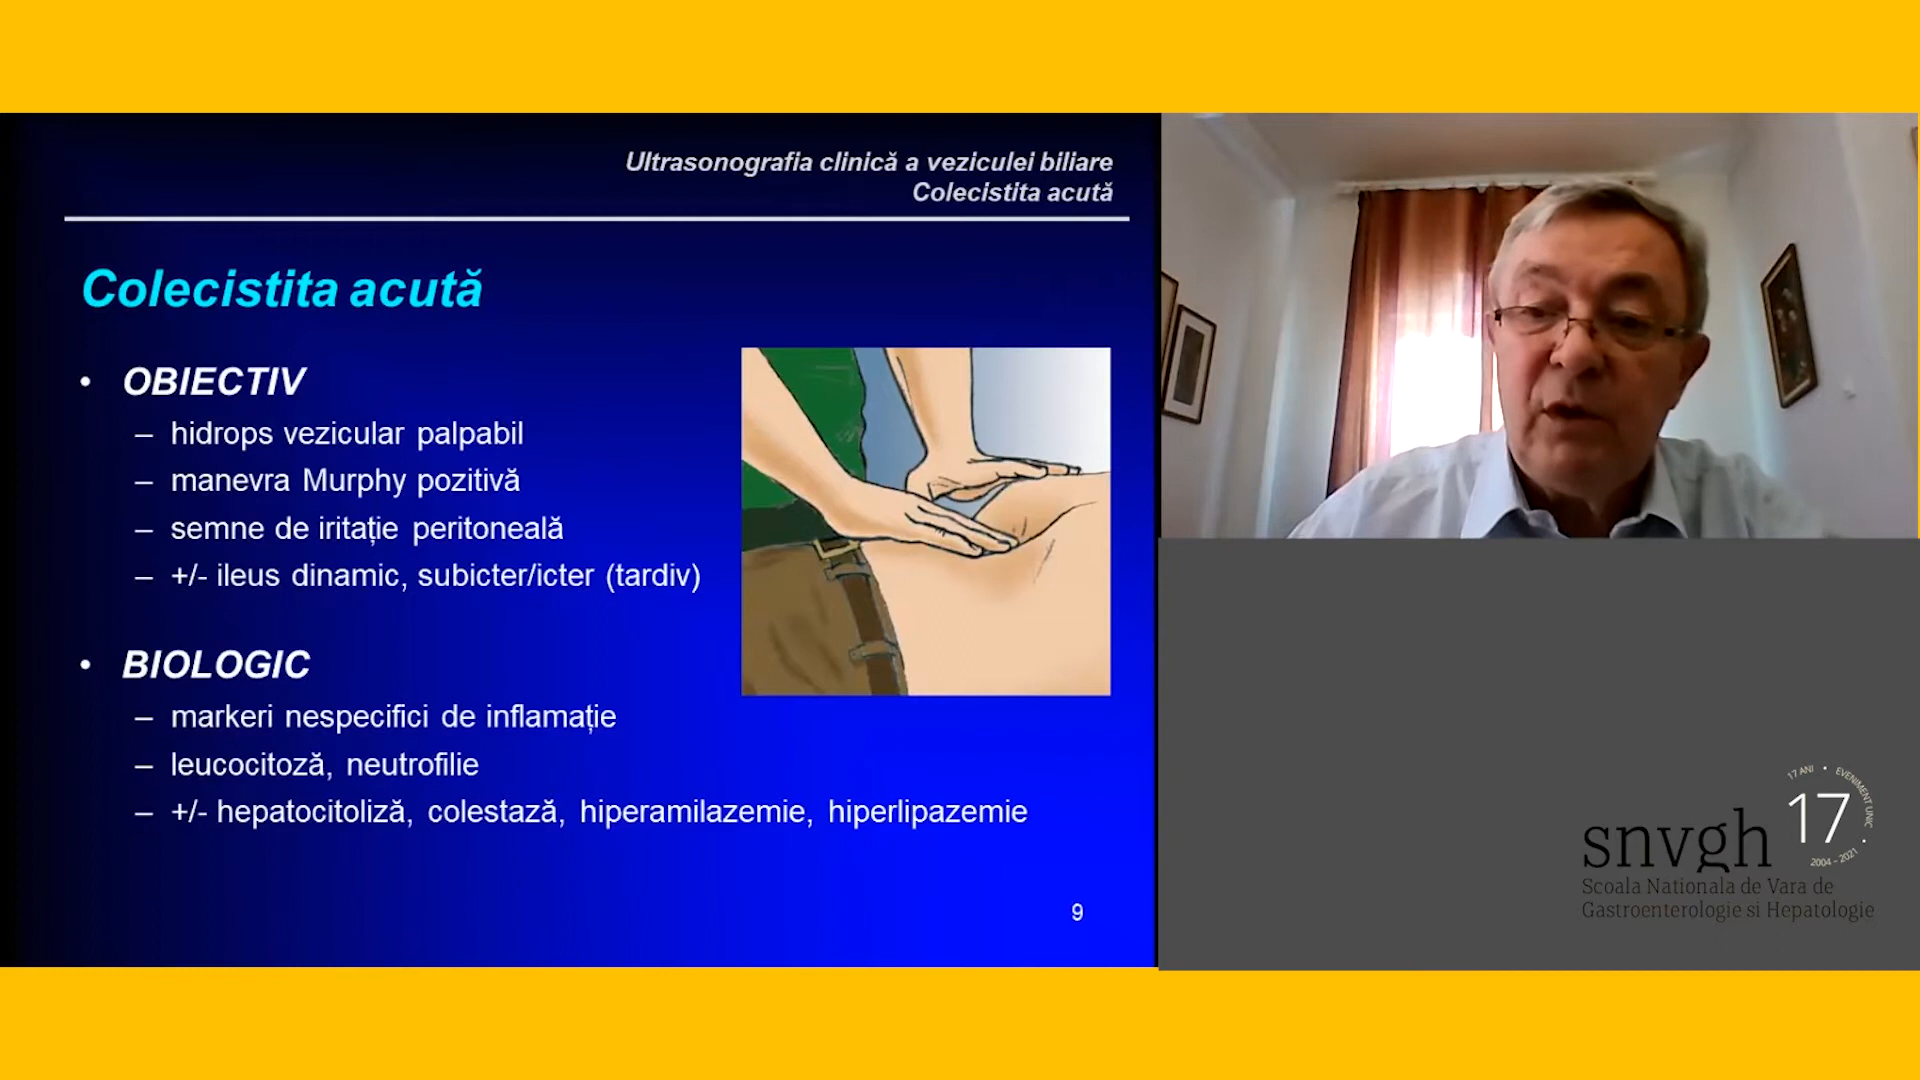 Ultrasonografia clinică a veziculei biliare
Colecistita acută
Colecistita acută
• OBIECTIV
– hidrops vezicular palpabil
– manevra Murphy pozitivă
– semne de iritație peritoneală
– +/- ileus dinamic, subicter/icter (tardiv)
• BIOLOGIC
– markeri nespecifici de inflamație
– leucocitoză, neutrofilie
– +/- hepatocitoliză, colestază, hiperamilazemie, hiperlipazemie
9
17 ANI • EVENIMENT UNIC •
17
2004 - 2021
snvgh
Scoala Nationala de Vara de
Gastroenterologie si Hepatologie